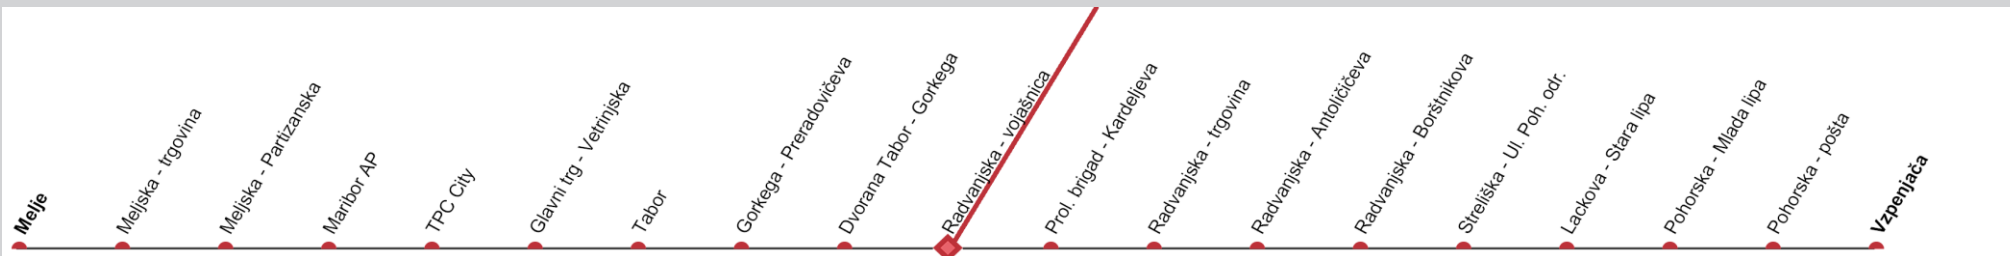 Melje
Meljska - trgovina
Meljska - Partizanska
Maribor AP
TPC City
Glavni trg - Vetrinjska
Tabor
Gorkega - Preradovičeva
Dvorana Tabor - Gorkega
Radvanjska - vojašnica
Prol. brigad - Kardeljeva
Radvanjska - trgovina
Radvanjska - Antoličičeva
Radvanjska - Borštnikova
Streliška - Ul. Poh. odr.
Lackova - Stara lipa
Pohorska - Mlada lipa
Pohorska - pošta
Vzpenjača